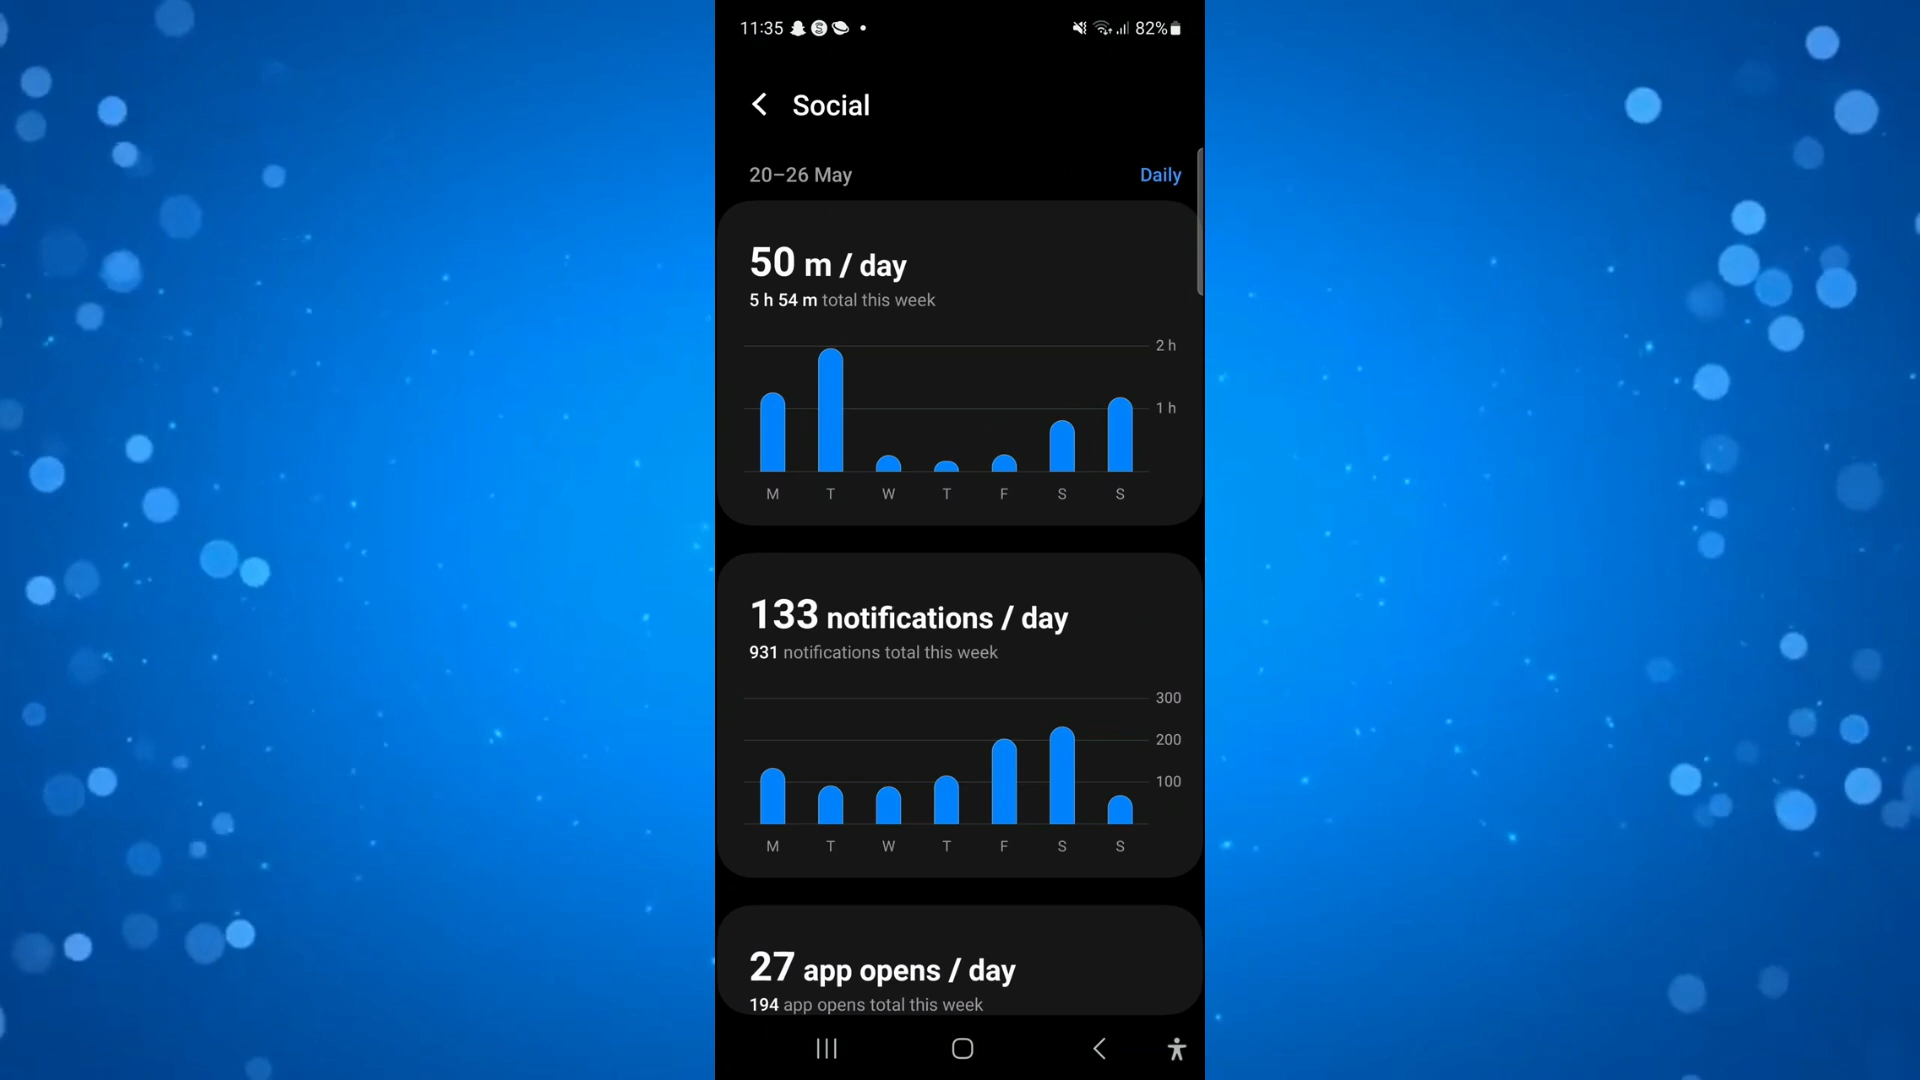 11:35 82%
Social
20–26 May Daily
50 m / day
5 h 54 m total this week
2 h
1 h
M T W T F S S
133 notifications / day
931 notifications total this week
300
200
100
M T W T F S S
27 app opens / day
194 app opens total this week